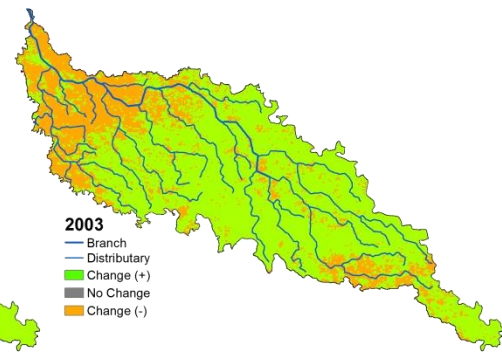 2003
Branch
Distributary
Change (+)
No Change
Change (-)